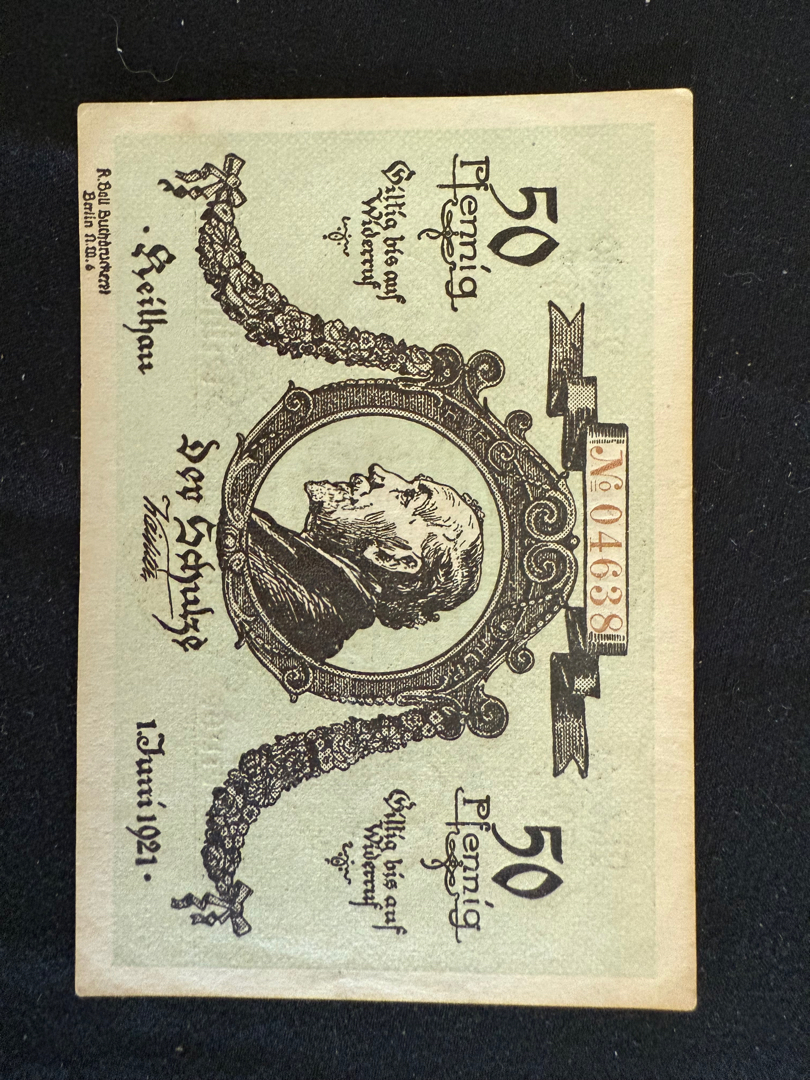 No 04638
50
Pfennig
Gültig bis auf
Widerruf
50
Pfennig
Gültig bis auf
Widerruf
Der Schulze
· Keilhau
1. Juni 1921 ·
R. Boll Buchdruckerei
Berlin N.W.6